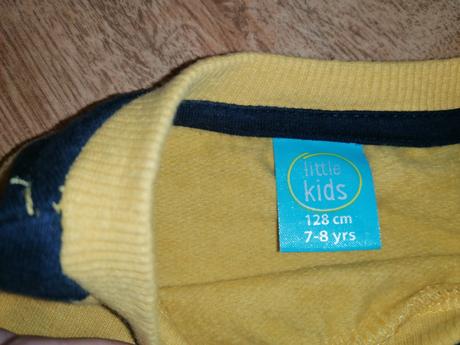 little
kids
128 cm
7-8 yrs